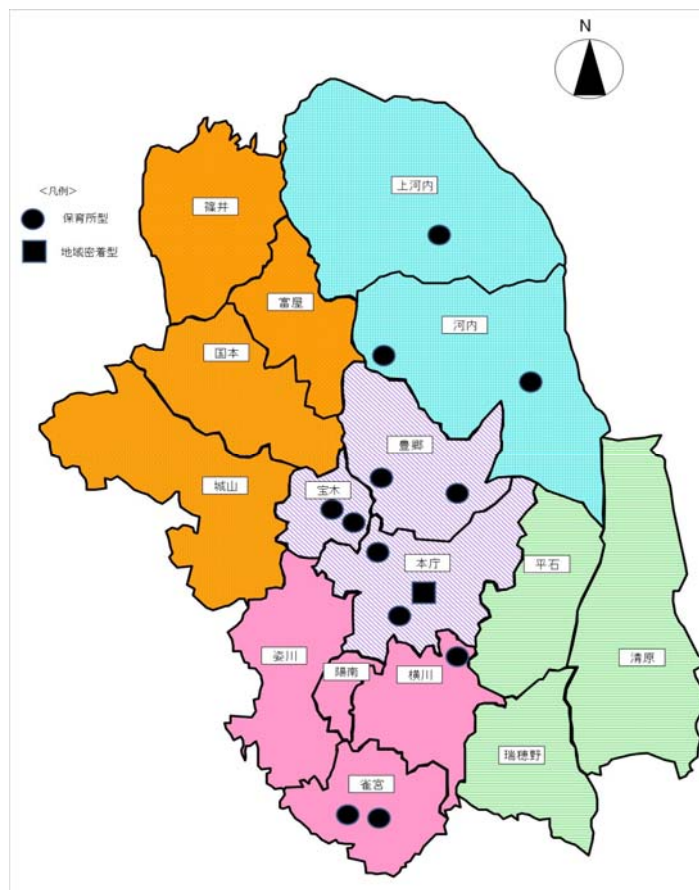 N
上河内
<凡例>
篠井
保育所型
地域密着型
富屋
河内
国本
豊郷
城山
宝木
本庁
平石
姿川
陽南
横川
清原
瑞穂野
雀宮